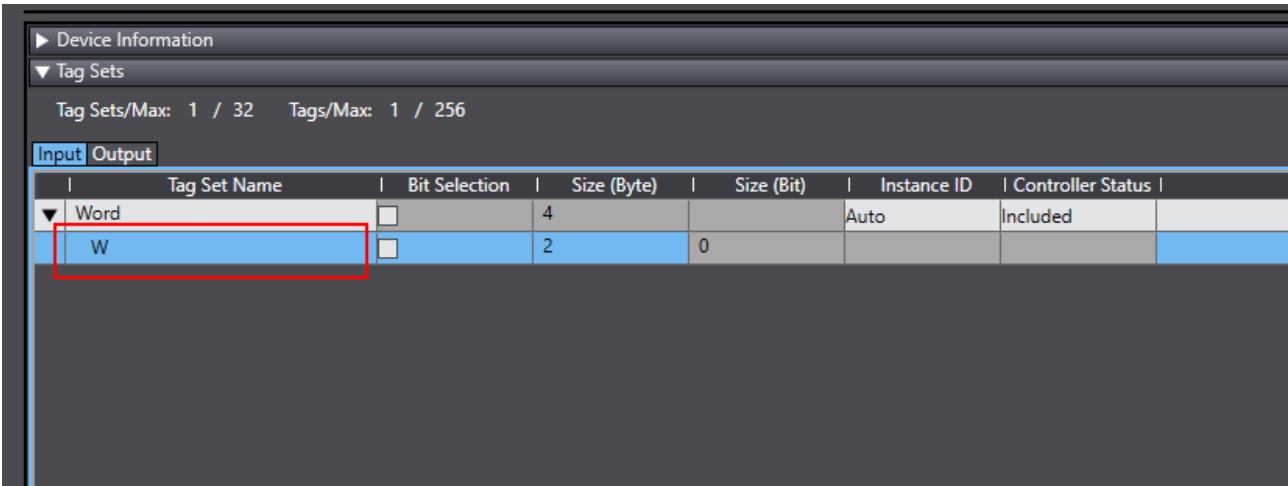 Device Information
Tag Sets
Tag Sets/Max: 1 / 32 Tags/Max: 1 / 256
Input Output
Tag Set Name Bit Selection Size (Byte) Size (Bit) Instance ID Controller Status
Word 4 Auto Included
W 2 0